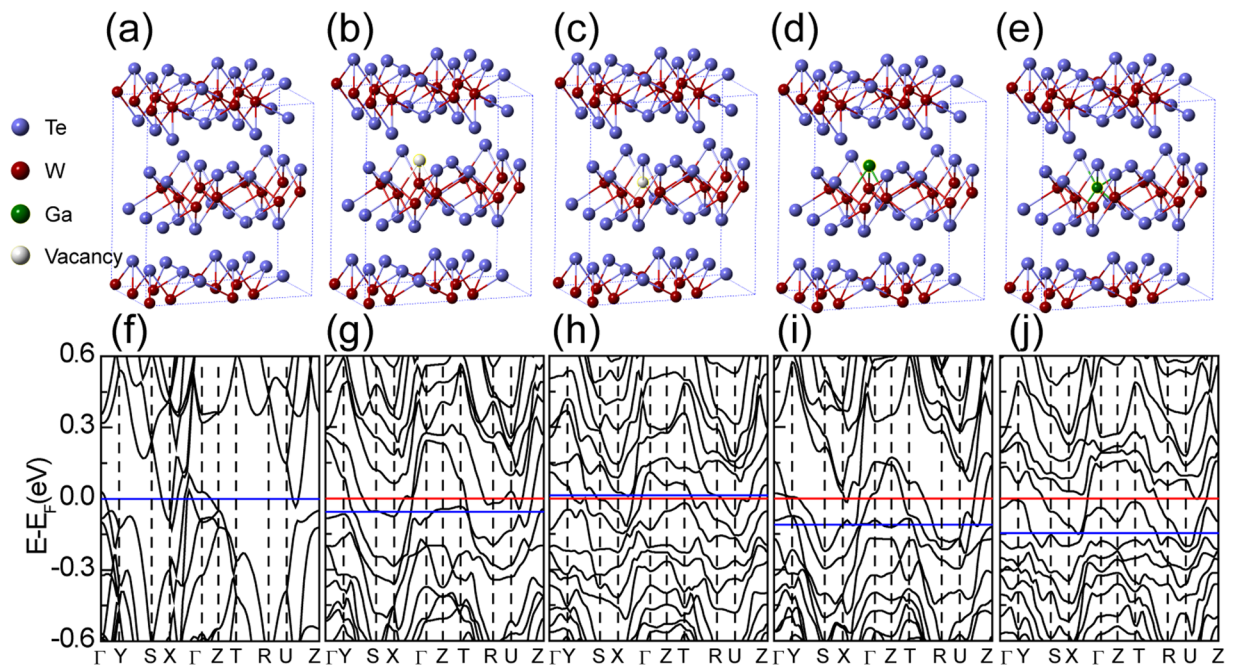 (a) (b) (c) (d) (e)
Te
W
Ga
Vacancy
(f) (g) (h) (i) (j)
E-E_F(eV)
0.6
0.3
0.0
-0.3
-0.6
Γ Y S X Γ Z T R U Z
Γ Y S X Γ Z T R U Z
Γ Y S X Γ Z T R U Z
Γ Y S X Γ Z T R U Z
Γ Y S X Γ Z T R U Z